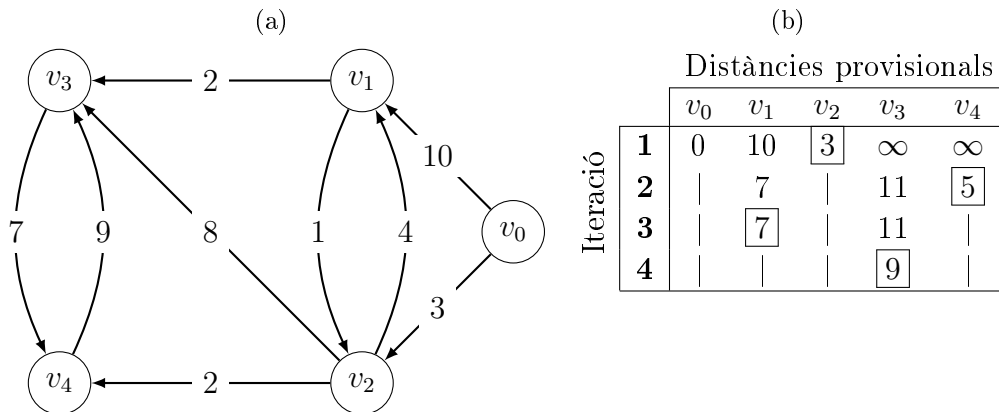 (a)
v3 2 v1
10
7 9 8 1 4 v0
3
v4 2 v2
(b)
Distàncies provisionals
v0 v1 v2 v3 v4
Iteració
1 0 10 3 ∞ ∞
2 | 7 | 11 5
3 | 7 | 11 |
4 | | | 9 |